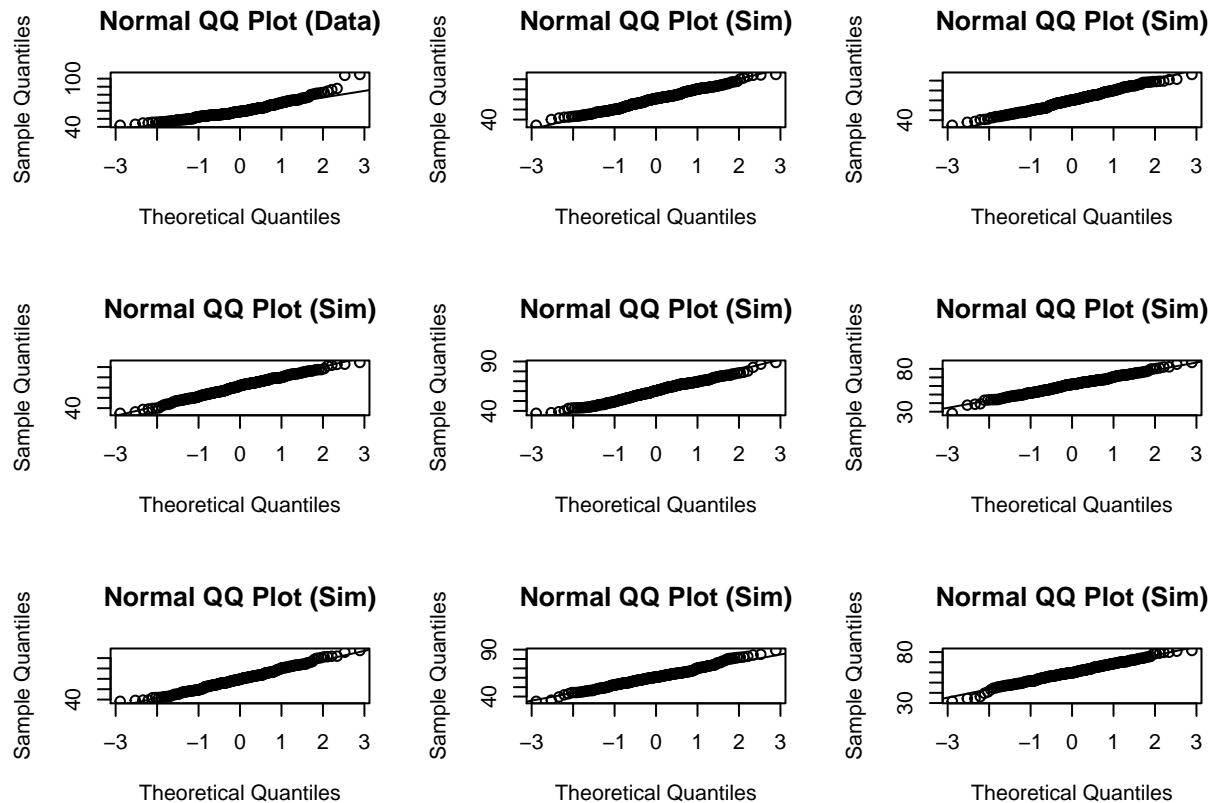 Normal QQ Plot (Data) Normal QQ Plot (Sim) Normal QQ Plot (Sim)
Sample Quantiles Sample Quantiles Sample Quantiles
100
40 40 40
−3 −1 0 1 2 3 −3 −1 0 1 2 3 −3 −1 0 1 2 3
Theoretical Quantiles Theoretical Quantiles Theoretical Quantiles
Normal QQ Plot (Sim) Normal QQ Plot (Sim) Normal QQ Plot (Sim)
Sample Quantiles Sample Quantiles Sample Quantiles
90 80
40 40 30
−3 −1 0 1 2 3 −3 −1 0 1 2 3 −3 −1 0 1 2 3
Theoretical Quantiles Theoretical Quantiles Theoretical Quantiles
Normal QQ Plot (Sim) Normal QQ Plot (Sim) Normal QQ Plot (Sim)
Sample Quantiles Sample Quantiles Sample Quantiles
90 80
40 40 30
−3 −1 0 1 2 3 −3 −1 0 1 2 3 −3 −1 0 1 2 3
Theoretical Quantiles Theoretical Quantiles Theoretical Quantiles